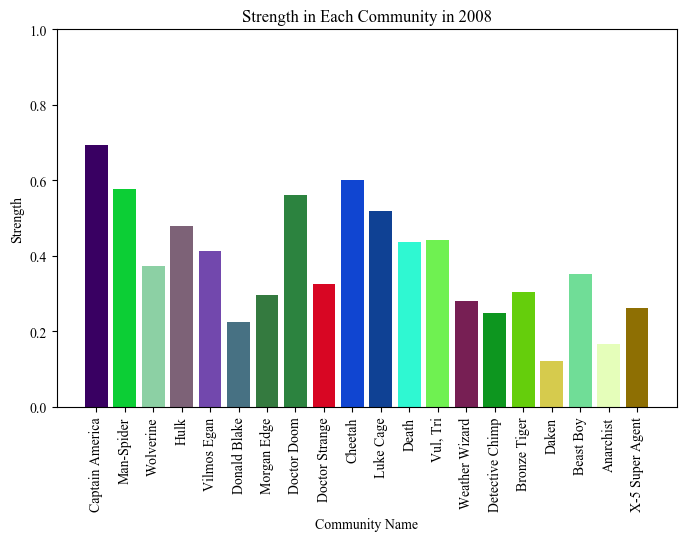 Strength in Each Community in 2008
Strength
1.0
0.8
0.6
0.4
0.2
0.0
Captain America
Man-Spider
Wolverine
Hulk
Vilmos Egan
Donald Blake
Morgan Edge
Doctor Doom
Doctor Strange
Cheetah
Luke Cage
Death
Vul, Tri
Weather Wizard
Detective Chimp
Bronze Tiger
Daken
Beast Boy
Anarchist
X-5 Super Agent
Community Name